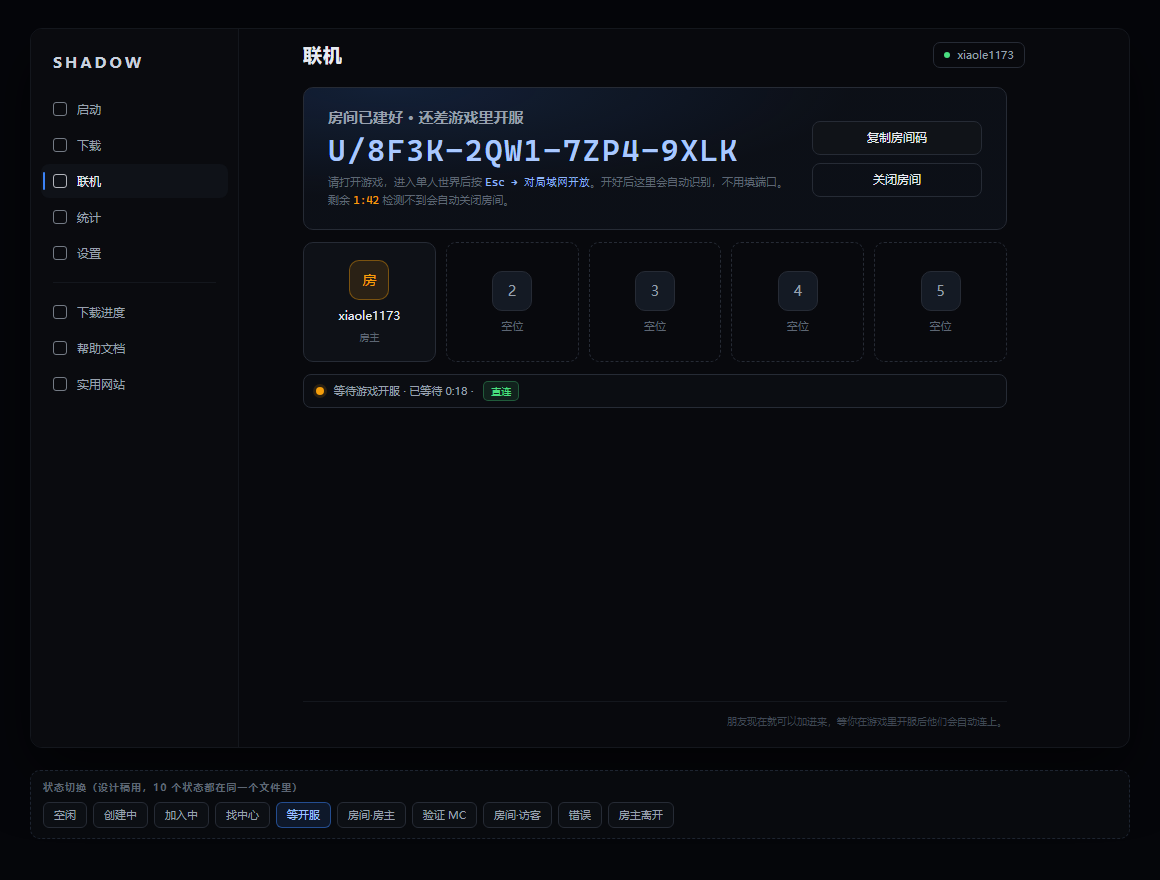 SHADOW
启动
下载
联机
统计
设置
下载进度
帮助文档
实用网站
联机
xiaole1173
房间已建好 • 还差游戏里开服
U/8F3K-2QW1-7ZP4-9XLK
请打开游戏，进入单人世界后按 Esc → 对局域网开放。开好后这里会自动识别，不用填端口。
剩余 1:42 检测不到会自动关闭房间。
复制房间码
关闭房间
房
xiaole1173
房主
2
空位
3
空位
4
空位
5
空位
等待游戏开服 · 已等待 0:18 ·
直连
朋友现在就可以加进来，等你在游戏里开服后他们会自动连上。
状态切换（设计稿用，10 个状态都在同一个文件里）
空闲
创建中
加入中
找中心
等开服
房间·房主
验证 MC
房间·访客
错误
房主离开